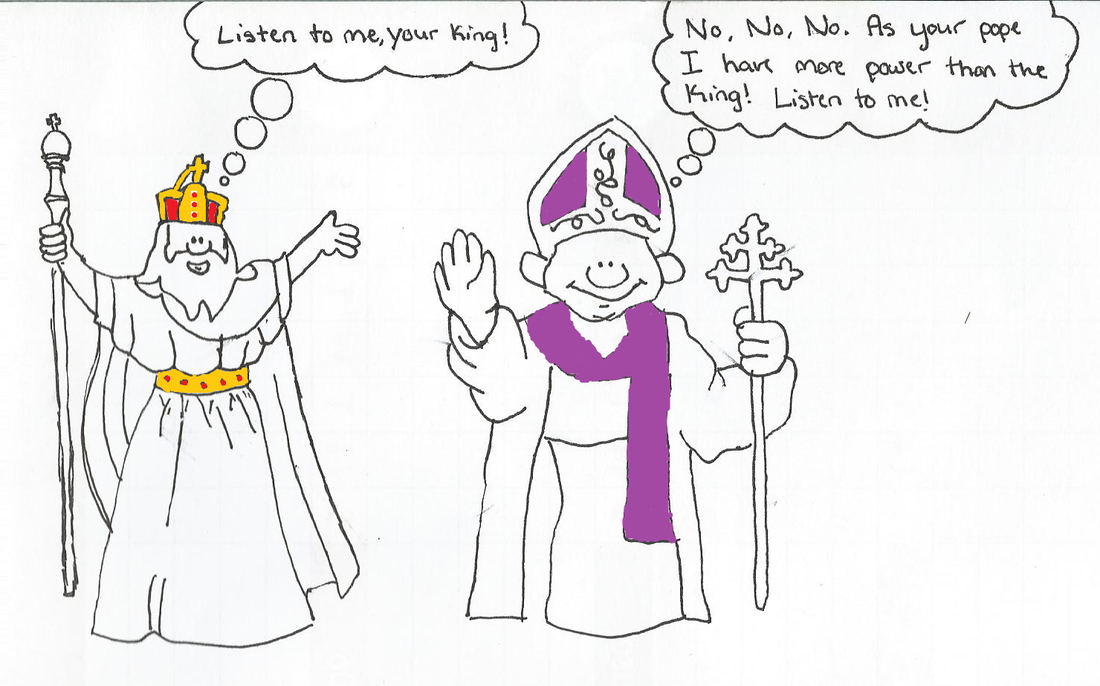 Listen to me, your King!
No, No, No. As your pope
I have more power than the
King! Listen to me!